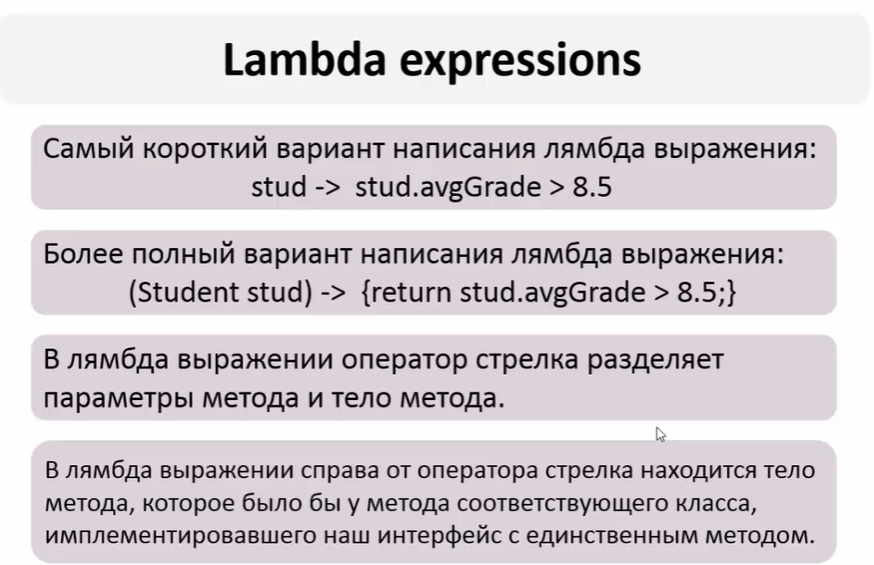 Lambda expressions
Самый короткий вариант написания лямбда выражения:
stud -> stud.avgGrade > 8.5
Более полный вариант написания лямбда выражения:
(Student stud) -> {return stud.avgGrade > 8.5;}
В лямбда выражении оператор стрелка разделяет
параметры метода и тело метода.
В лямбда выражении справа от оператора стрелка находится тело
метода, которое было бы у метода соответствующего класса,
имплементировавшего наш интерфейс с единственным методом.